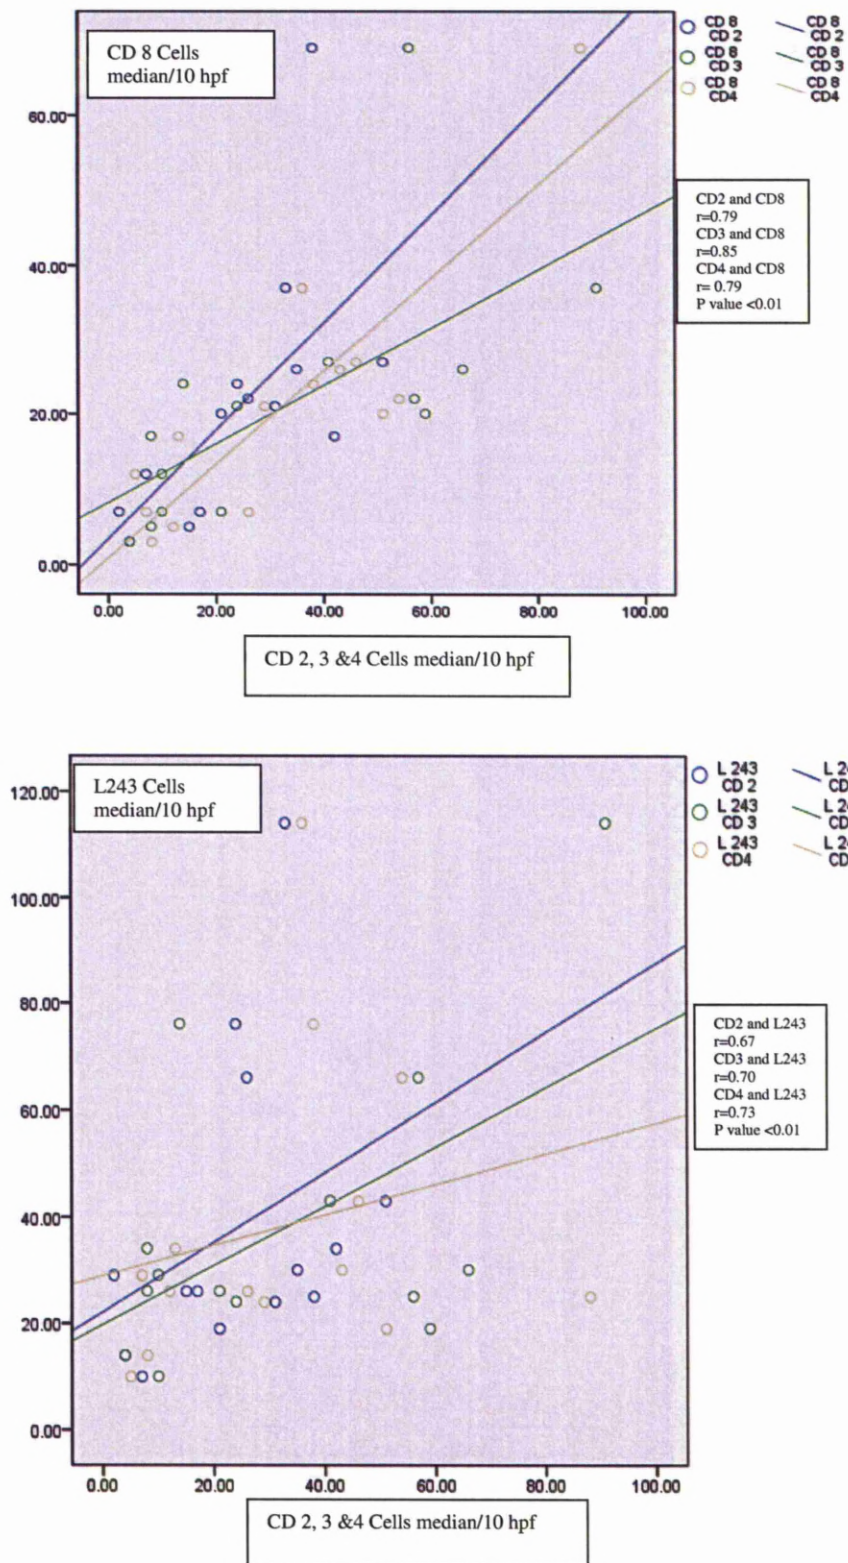 CD 8 Cells
median/10 hpf
CD 8
CD 2
CD 8
CD 3
CD 8
CD4
CD 8
CD 2
CD 8
CD 3
CD 8
CD4
60.00
40.00
20.00
0.00
CD2 and CD8
r=0.79
CD3 and CD8
r=0.85
CD4 and CD8
r= 0.79
P value <0.01
0.00 20.00 40.00 60.00 80.00 100.00
CD 2, 3 &4 Cells median/10 hpf
L243 Cells
median/10 hpf
L 243
CD 2
L 243
CD 3
L 243
CD4
L 24
CD
L 24
CD
L 24
CD
120.00
100.00
80.00
60.00
40.00
20.00
0.00
CD2 and L243
r=0.67
CD3 and L243
r=0.70
CD4 and L243
r=0.73
P value <0.01
0.00 20.00 40.00 60.00 80.00 100.00
CD 2, 3 &4 Cells median/10 hpf